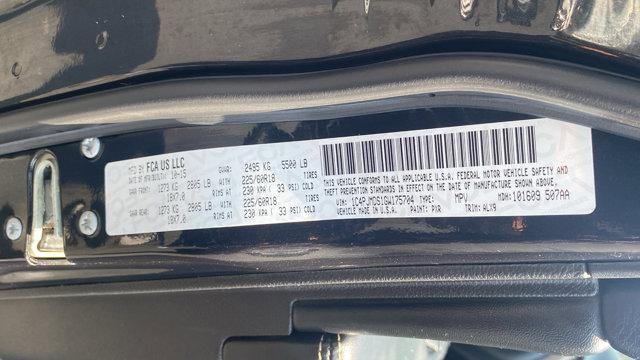 MFD BY FCA US LLC
DATE OF MFR 10-15 GVWR: 2495 KG 5500 LB
GAWR FRONT: 1273 KG 2805 LB WITH 225/60R18 TIRES
18X7.0 RIMS AT 230 KPA ( 33 PSI) COLD
GAWR REAR: 1273 KG 2805 LB WITH 225/60R18 TIRES
18X7.0 RIMS AT 230 KPA ( 33 PSI) COLD
THIS VEHICLE CONFORMS TO ALL APPLICABLE U.S.A. FEDERAL MOTOR VEHICLE SAFETY AND
THEFT PREVENTION STANDARDS IN EFFECT ON THE DATE OF MANUFACTURE SHOWN ABOVE.
VIN: 1C4PJMDS1GW175704 TYPE: MPV MDH: 101609 507AA
VEHICLE MADE IN U.S.A. PAINT: PXR TRIM: ALX9